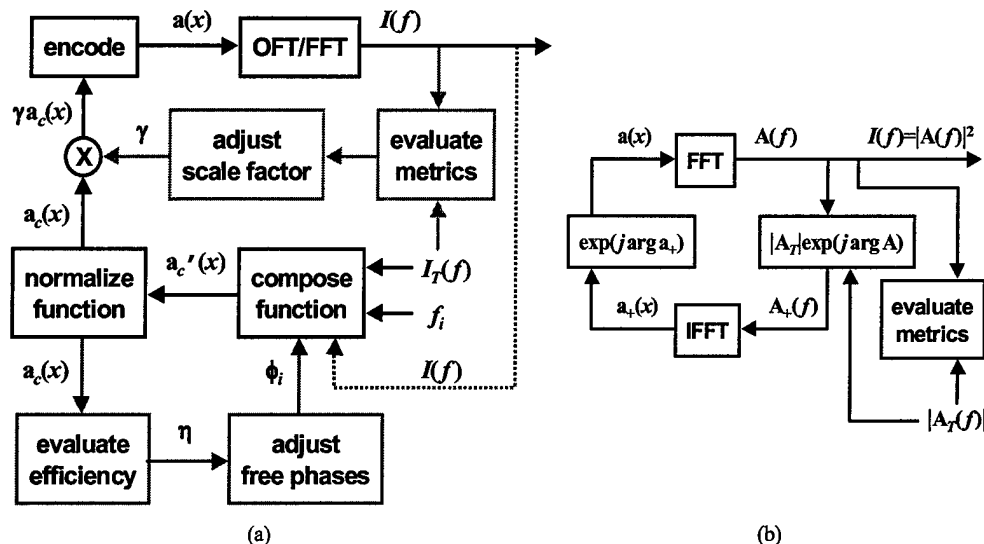 encode
a(x)
OFT/FFT
I(f)
γa_c(x)
X
γ
adjust
scale factor
evaluate
metrics
a_c(x)
normalize
function
a_c′(x)
compose
function
I_T(f)
f_i
a_c(x)
ϕ_i
I(f)
evaluate
efficiency
η
adjust
free phases
(a)
a(x)
FFT
A(f)
I(f)=|A(f)|²
exp(j arg a₊)
|A_T|exp(j arg A)
a₊(x)
IFFT
A₊(f)
evaluate
metrics
|A_T(f)|
(b)